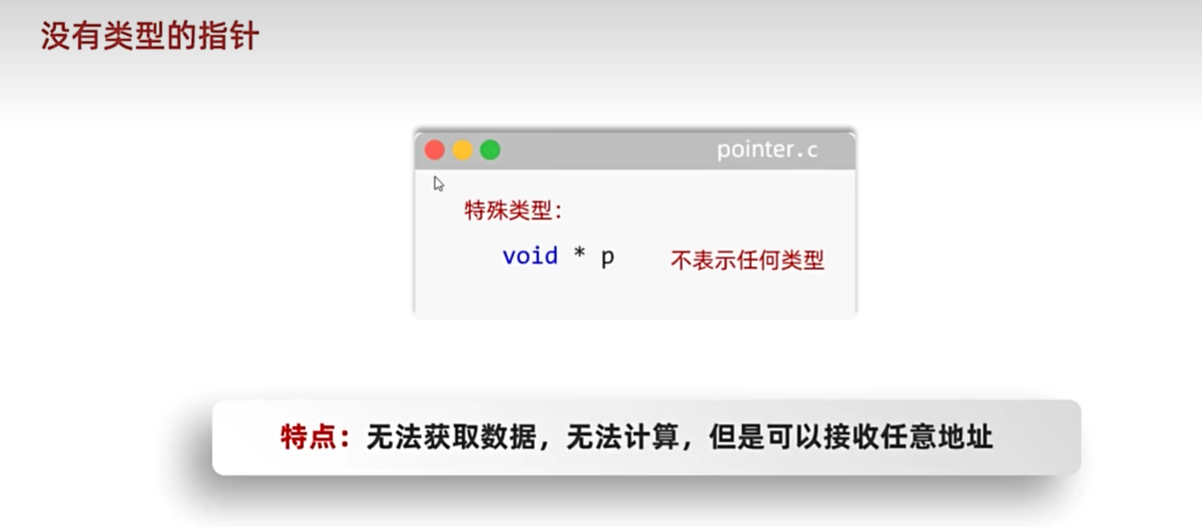 没有类型的指针
pointer.c
特殊类型：
void * p 不表示任何类型
特点：无法获取数据，无法计算，但是可以接收任意地址